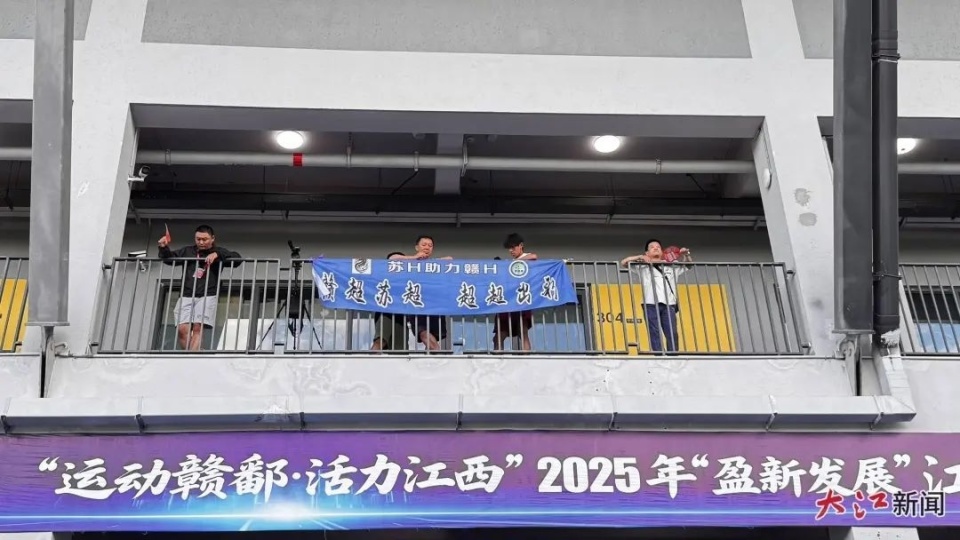 苏H助力赣H
赣超苏超 超超出彩
304
“运动赣鄱·活力江西”2025年“盈新发展”江
大江新闻